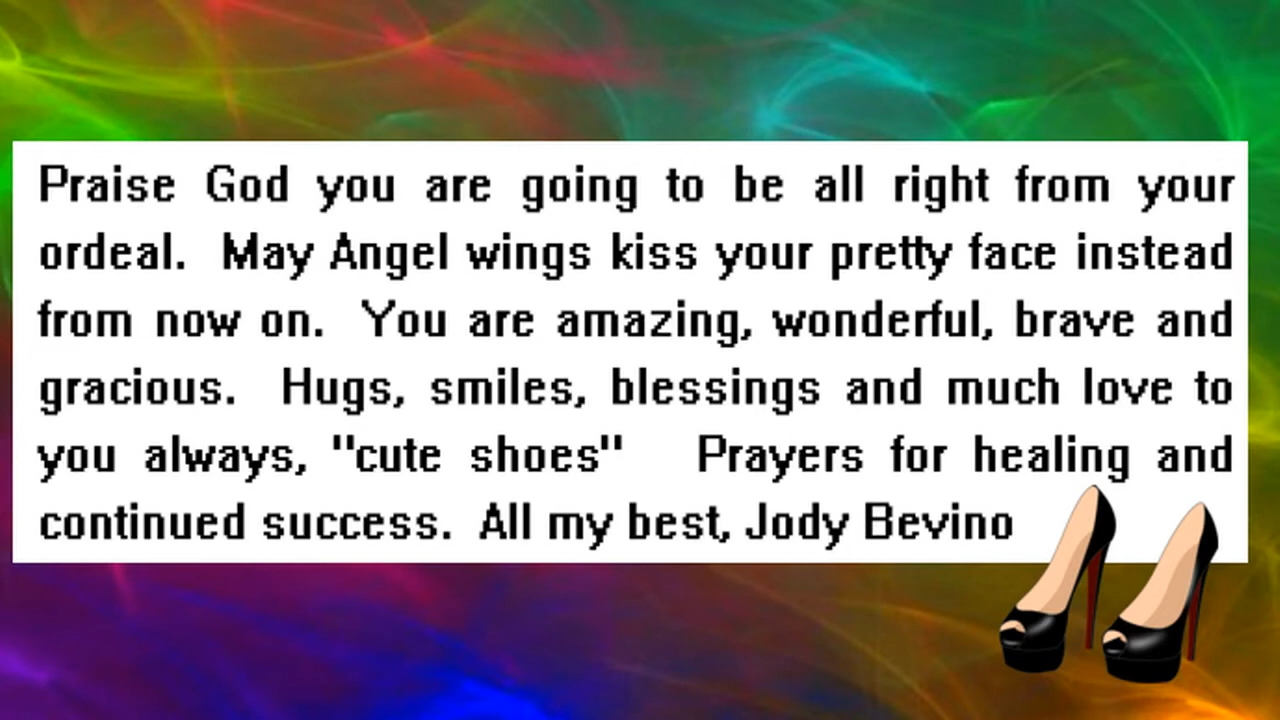 Praise God you are going to be all right from your
ordeal.  May Angel wings kiss your pretty face instead
from now on.  You are amazing, wonderful, brave and
gracious.  Hugs, smiles, blessings and much love to
you always, "cute shoes"   Prayers for healing and
continued success.  All my best, Jody Bevino